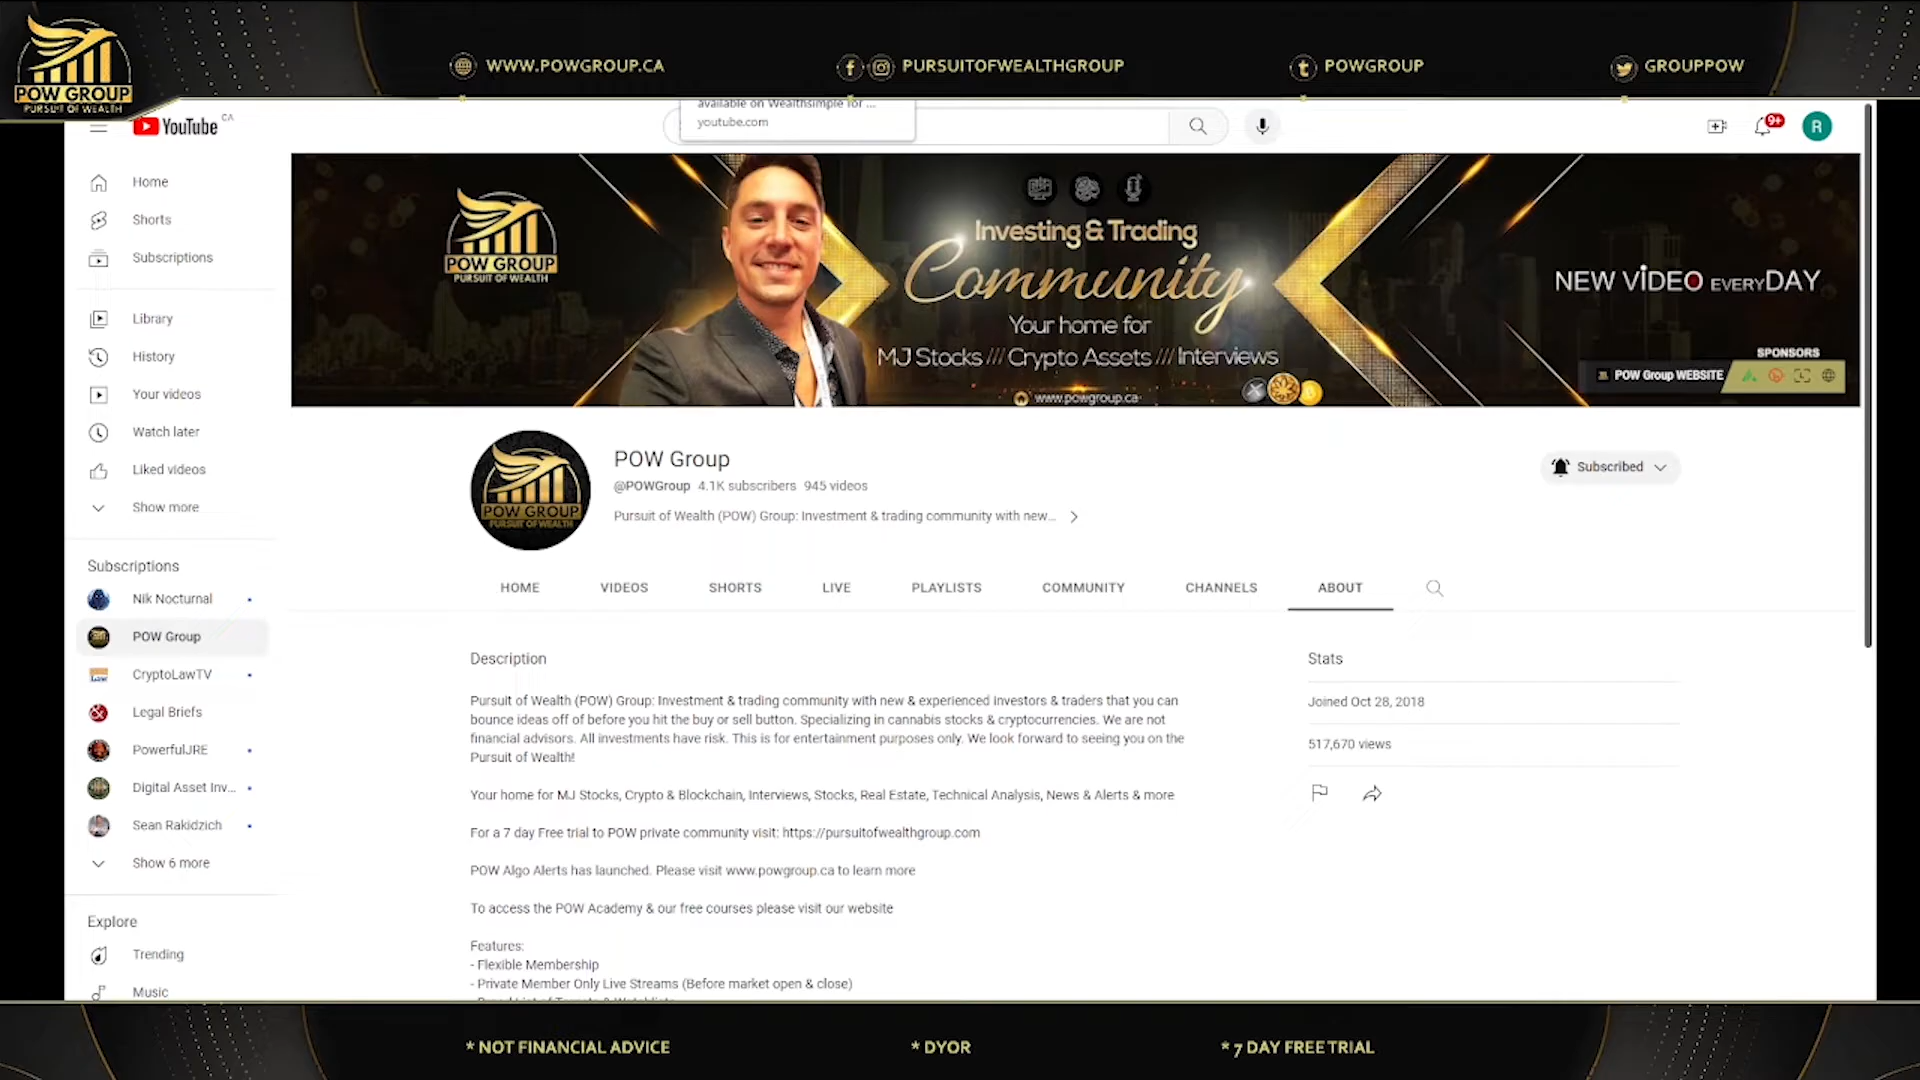 POW GROUP
PURSUIT OF WEALTH
WWW.POWGROUP.CA
PURSUITOFWEALTHGROUP
POWGROUP
GROUPPOW
YouTube CA
available on Wealthsimple for ...
youtube.com
9+
R
Home
Shorts
Subscriptions
Library
History
Your videos
Watch later
Liked videos
Show more
Subscriptions
Nik Nocturnal
POW Group
CryptoLawTV
Legal Briefs
PowerfulJRE
Digital Asset Inv...
Sean Rakidzich
Show 6 more
Explore
Trending
Music
POW GROUP
PURSUIT OF WEALTH
Investing & Trading
Community
Your home for
MJ Stocks /// Crypto Assets /// Interviews
www.powgroup.ca
NEW ViDEO EVERYDAY
SPONSORS
POW Group WEBSITE
POW GROUP
PURSUIT OF WEALTH
POW Group
@POWGroup 4.1K subscribers 945 videos
Pursuit of Wealth (POW) Group: Investment & trading community with new...
Subscribed
HOME VIDEOS SHORTS LIVE PLAYLISTS COMMUNITY CHANNELS ABOUT
Description
Pursuit of Wealth (POW) Group: Investment & trading community with new & experienced investors & traders that you can
bounce ideas off of before you hit the buy or sell button. Specializing in cannabis stocks & cryptocurrencies. We are not
financial advisors. All investments have risk. This is for entertainment purposes only. We look forward to seeing you on the
Pursuit of Wealth!
Your home for MJ Stocks, Crypto & Blockchain, Interviews, Stocks, Real Estate, Technical Analysis, News & Alerts & more
For a 7 day Free trial to POW private community visit: https://pursuitofwealthgroup.com
POW Algo Alerts has launched. Please visit www.powgroup.ca to learn more
To access the POW Academy & our free courses please visit our website
Features:
- Flexible Membership
- Private Member Only Live Streams (Before market open & close)
Stats
Joined Oct 28, 2018
517,670 views
* NOT FINANCIAL ADVICE
* DYOR
* 7 DAY FREE TRIAL